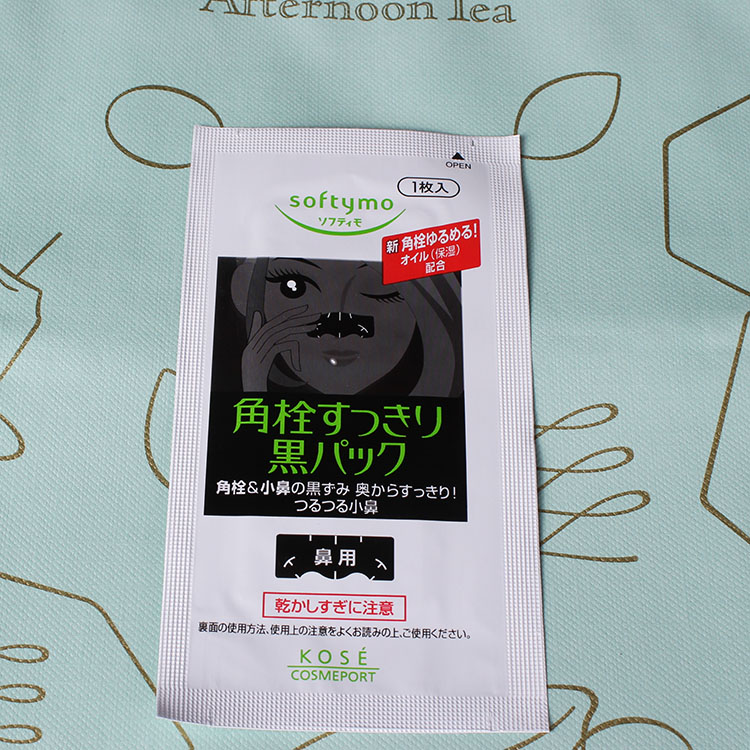 Afternoon Tea
OPEN
1枚入
softymo
ソフティモ
新 角栓ゆるめる!
オイル(保湿)
配合
角栓すっきり
黒パック
角栓&小鼻の黒ずみ 奥からすっきり!
つるつる小鼻
鼻用
乾かしすぎに注意
裏面の使用方法、使用上の注意をよくお読みの上、ご使用ください。
KOSÉ
COSMEPORT